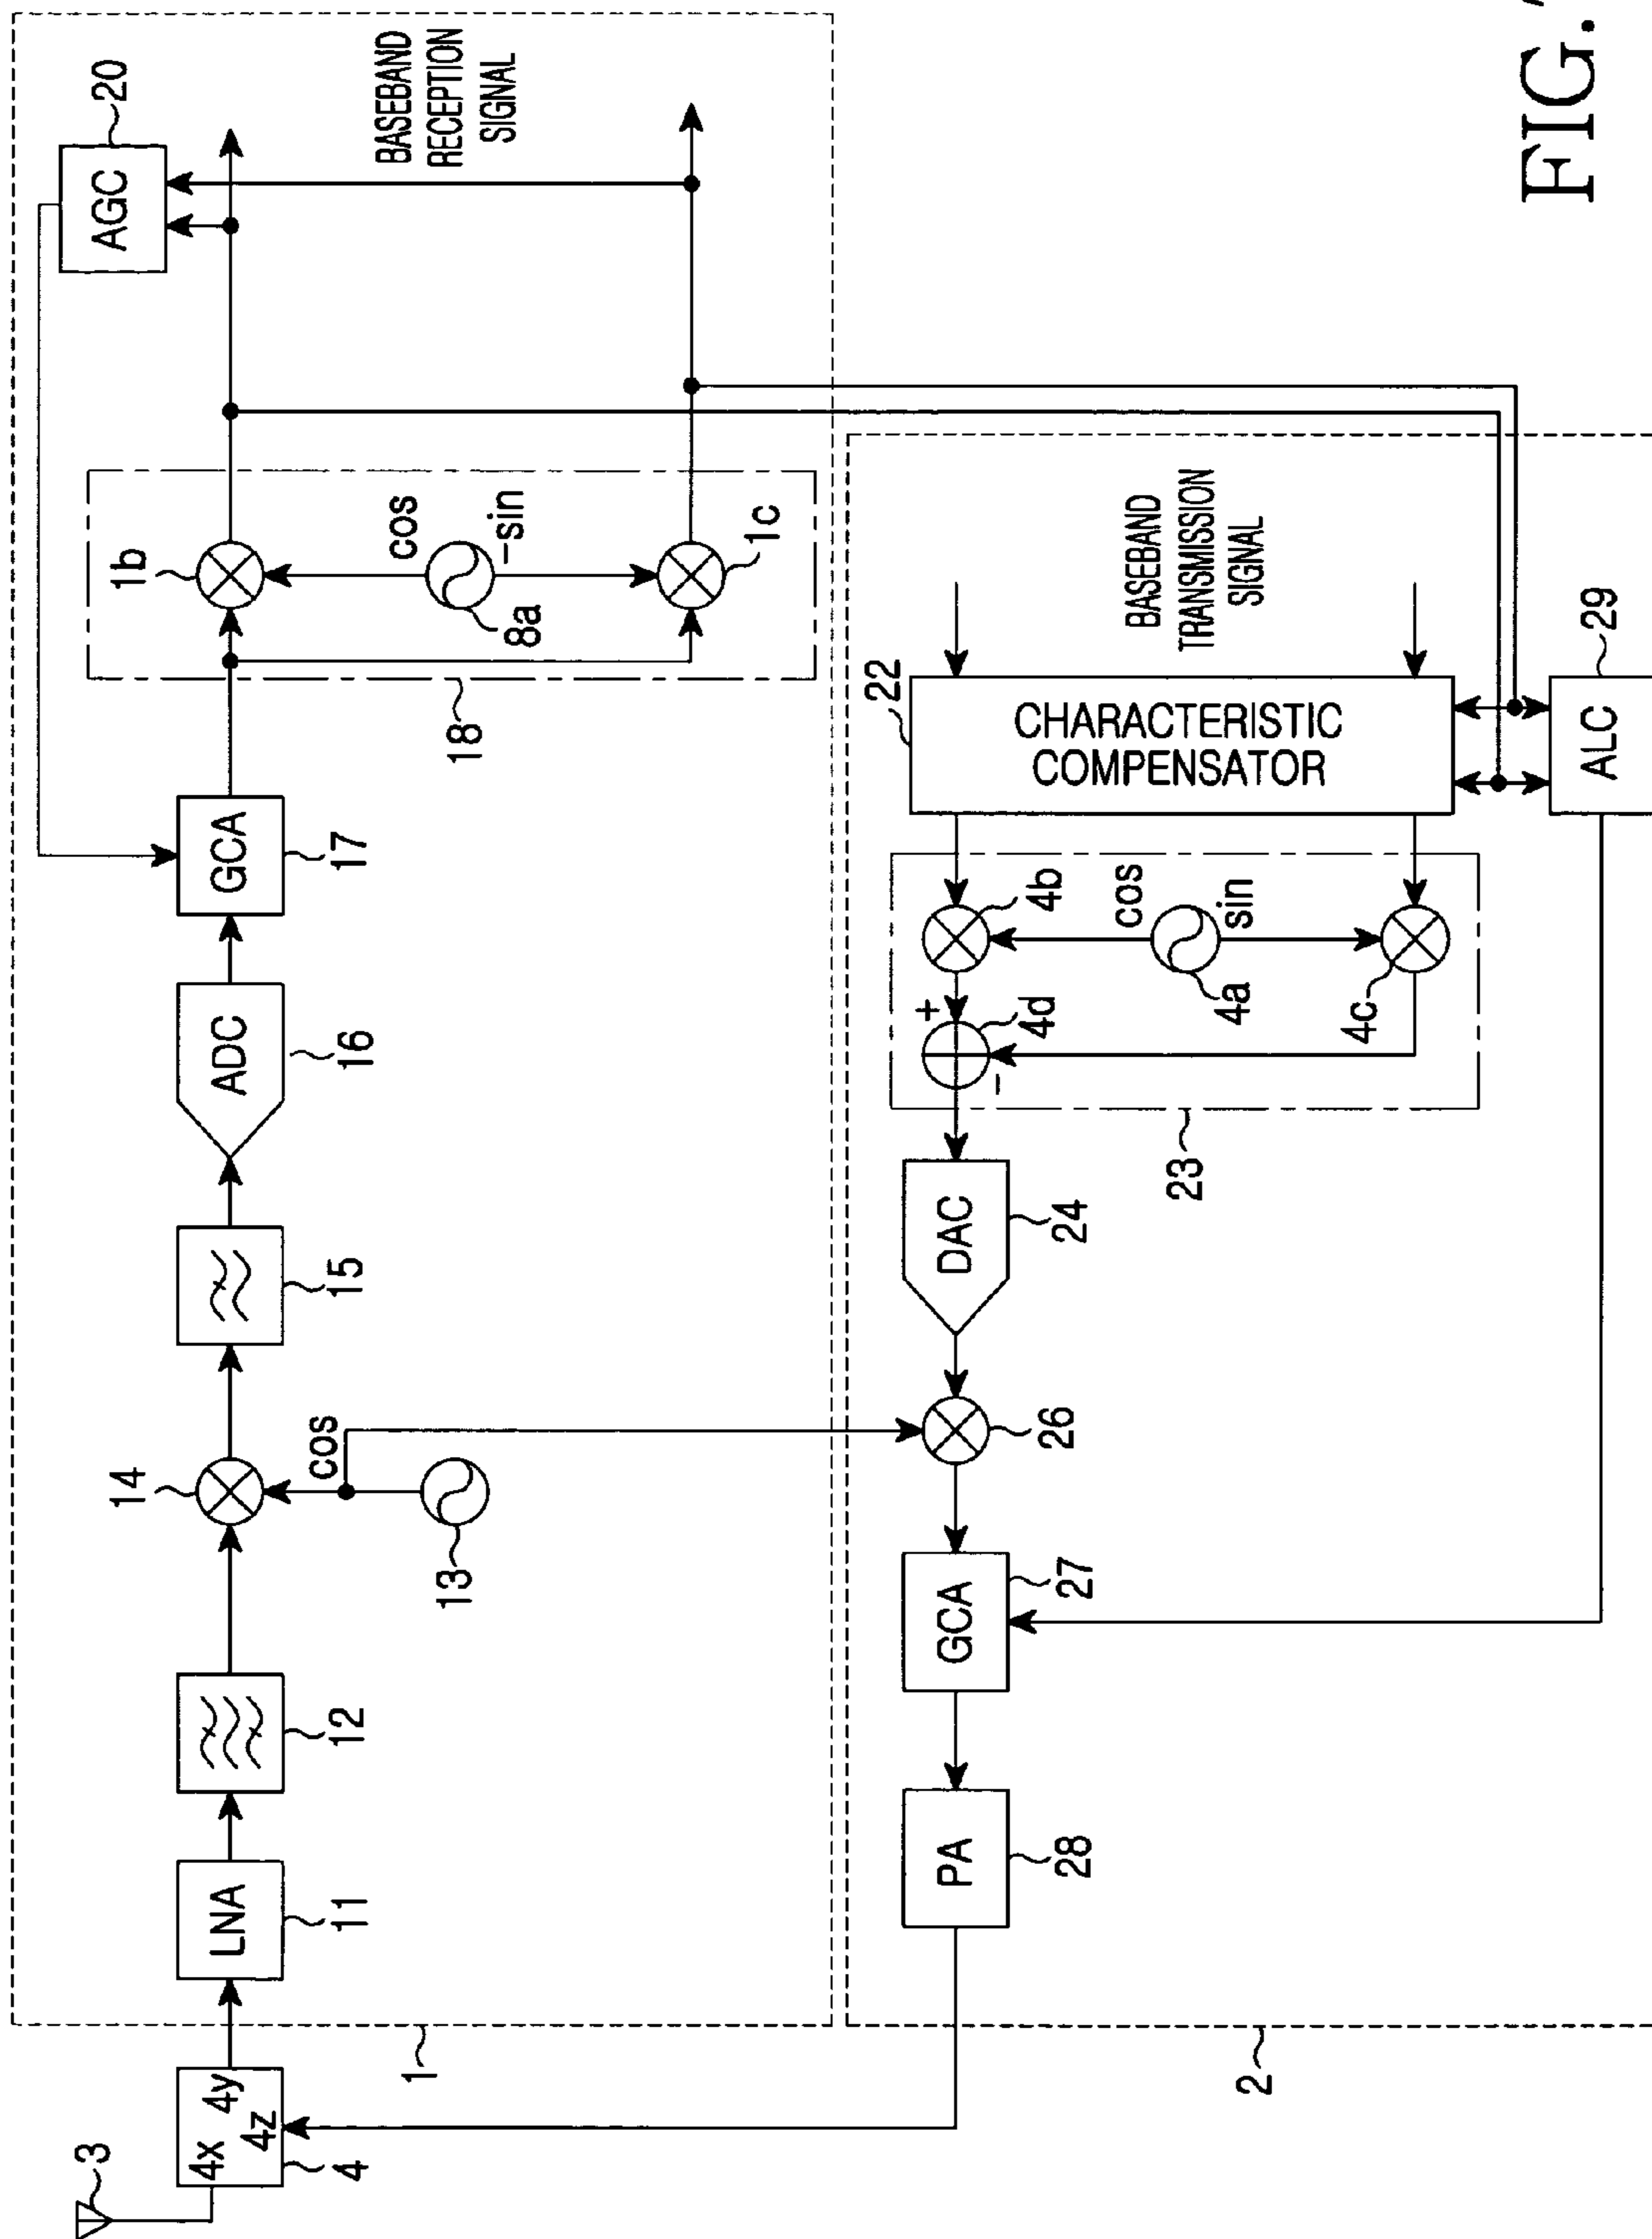 3
4x
4y
4z
4
1
LNA
11
12
14
cos
13
15
ADC
16
GCA
17
AGC
20
1b
cos
-sin
8a
1c
18
BASEBAND
RECEPTION
SIGNAL
2
PA
28
GCA
27
26
DAC
24
23
+
4d
-
4b
cos
sin
4a
4c
CHARACTERISTIC
COMPENSATOR
22
BASEBAND
TRANSMISSION
SIGNAL
ALC
29
FIG.